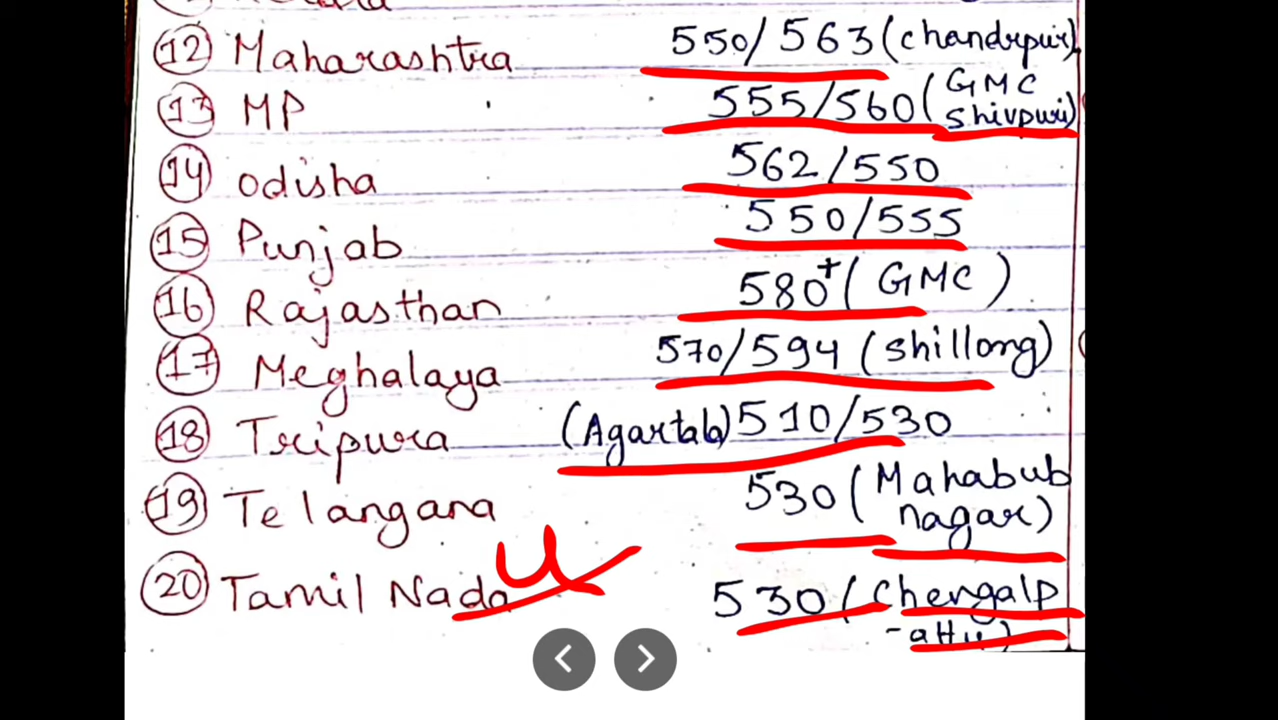 12 Maharashtra 550/563 (chandrpur)
13 MP 555/560 (GMC
shivpuri)
14 odisha 562/550
15 Punjab 550/555
16 Rajasthan 580+ (GMC)
17 Meghalaya 570/594 (shillong)
18 Tripura (Agartala) 510/530
19 Telangana 530 (Mahabub
nagar)
20 Tamil Nadu 530 (Chengalp
-attu)